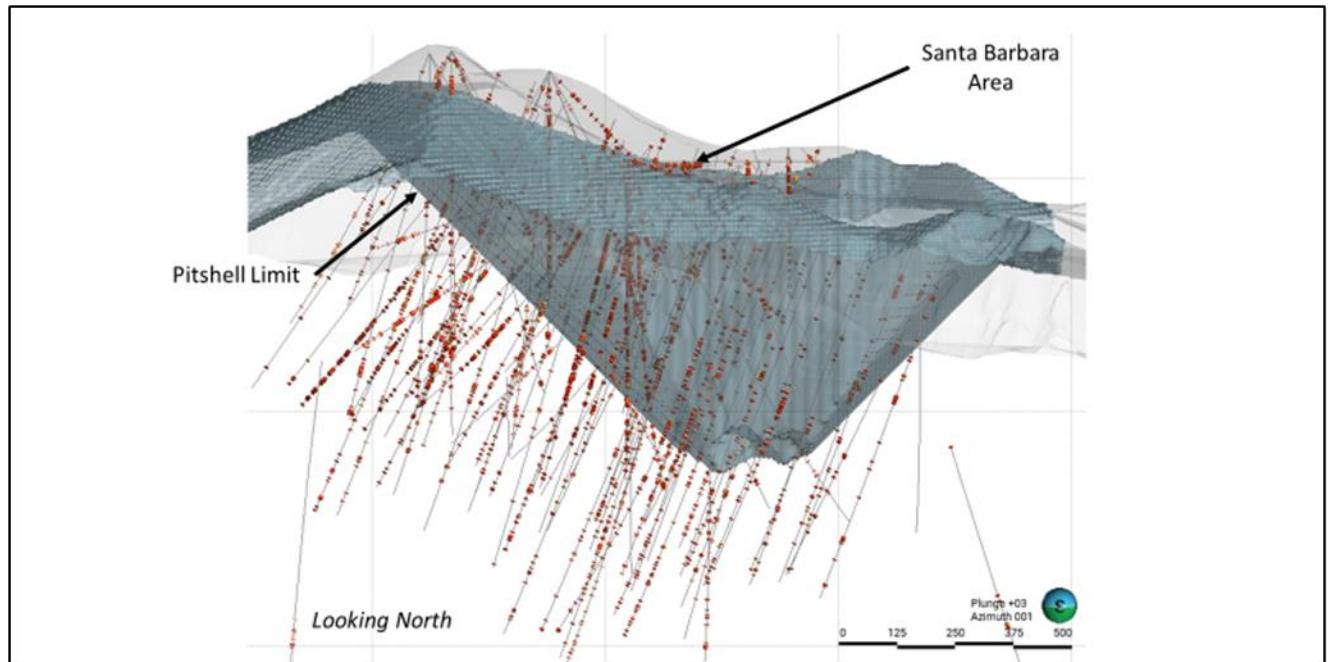 Santa Barbara
Area
Pitshell Limit
Looking North
Plunge +03
Azimuth 001
0 125 250 375 500